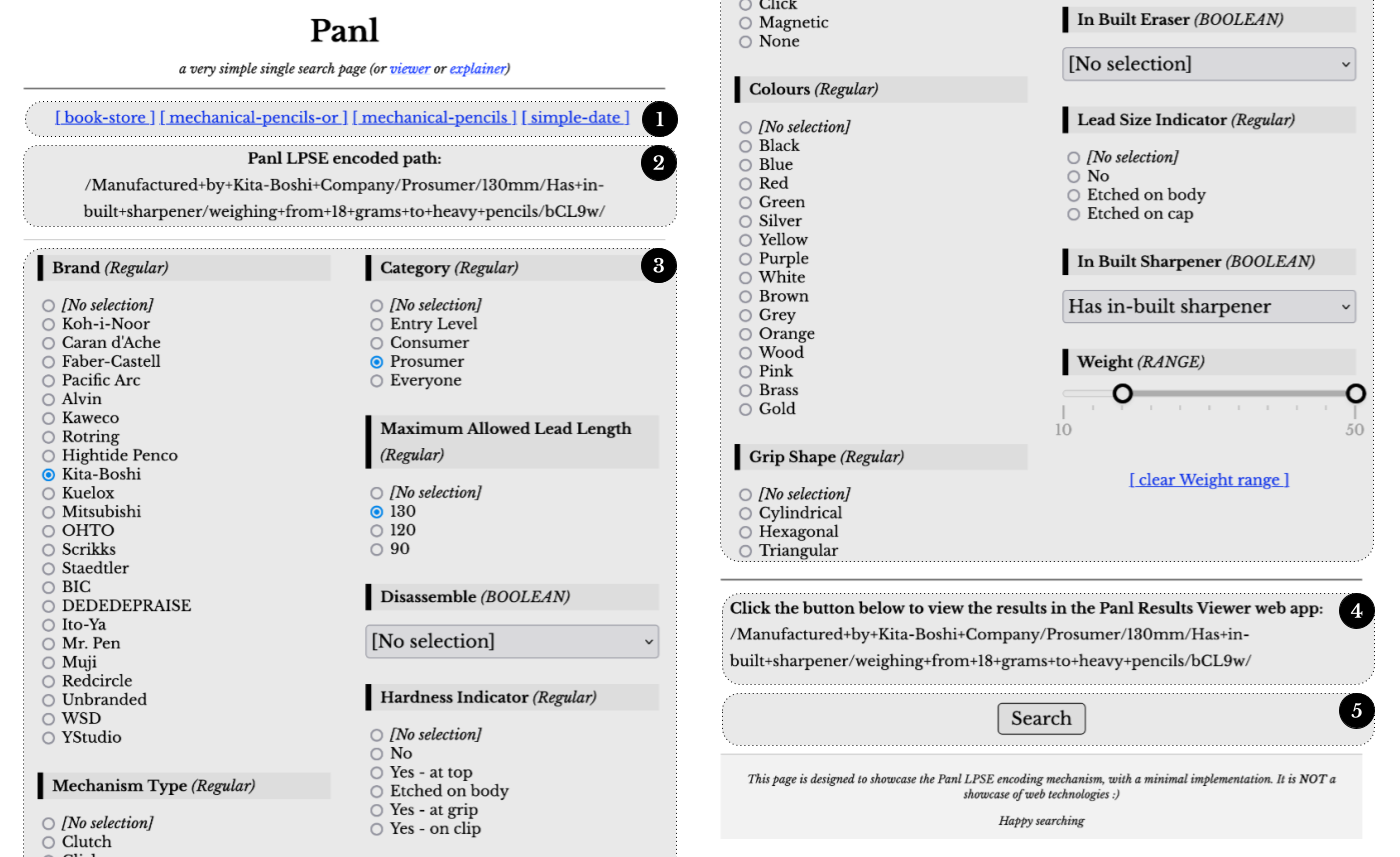 Panl
a very simple single search page (or viewer or explainer)
[ book-store ] [ mechanical-pencils-or ] [ mechanical-pencils ] [ simple-date ]
1
Panl LPSE encoded path:
2
/Manufactured+by+Kita-Boshi+Company/Prosumer/130mm/Has+in-
built+sharpener/weighing+from+18+grams+to+heavy+pencils/bCL9w/
3
Brand (Regular)
[No selection]
Koh-i-Noor
Caran d'Ache
Faber-Castell
Pacific Arc
Alvin
Kaweco
Rotring
Hightide Penco
Kita-Boshi
Kuelox
Mitsubishi
OHTO
Scrikks
Staedtler
BIC
DEDEDEPRAISE
Ito-Ya
Mr. Pen
Muji
Redcircle
Unbranded
WSD
YStudio
Mechanism Type (Regular)
[No selection]
Clutch
Click
Category (Regular)
[No selection]
Entry Level
Consumer
Prosumer
Everyone
Maximum Allowed Lead Length
(Regular)
[No selection]
130
120
90
Disassemble (BOOLEAN)
[No selection]
Hardness Indicator (Regular)
[No selection]
No
Yes - at top
Etched on body
Yes - at grip
Yes - on clip
Click
Magnetic
None
Colours (Regular)
[No selection]
Black
Blue
Red
Green
Silver
Yellow
Purple
White
Brown
Grey
Orange
Wood
Pink
Brass
Gold
Grip Shape (Regular)
[No selection]
Cylindrical
Hexagonal
Triangular
In Built Eraser (BOOLEAN)
[No selection]
Lead Size Indicator (Regular)
[No selection]
No
Etched on body
Etched on cap
In Built Sharpener (BOOLEAN)
Has in-built sharpener
Weight (RANGE)
10 50
[ clear Weight range ]
Click the button below to view the results in the Panl Results Viewer web app:
4
/Manufactured+by+Kita-Boshi+Company/Prosumer/130mm/Has+in-
built+sharpener/weighing+from+18+grams+to+heavy+pencils/bCL9w/
Search
5
This page is designed to showcase the Panl LPSE encoding mechanism, with a minimal implementation. It is NOT a
showcase of web technologies :)
Happy searching